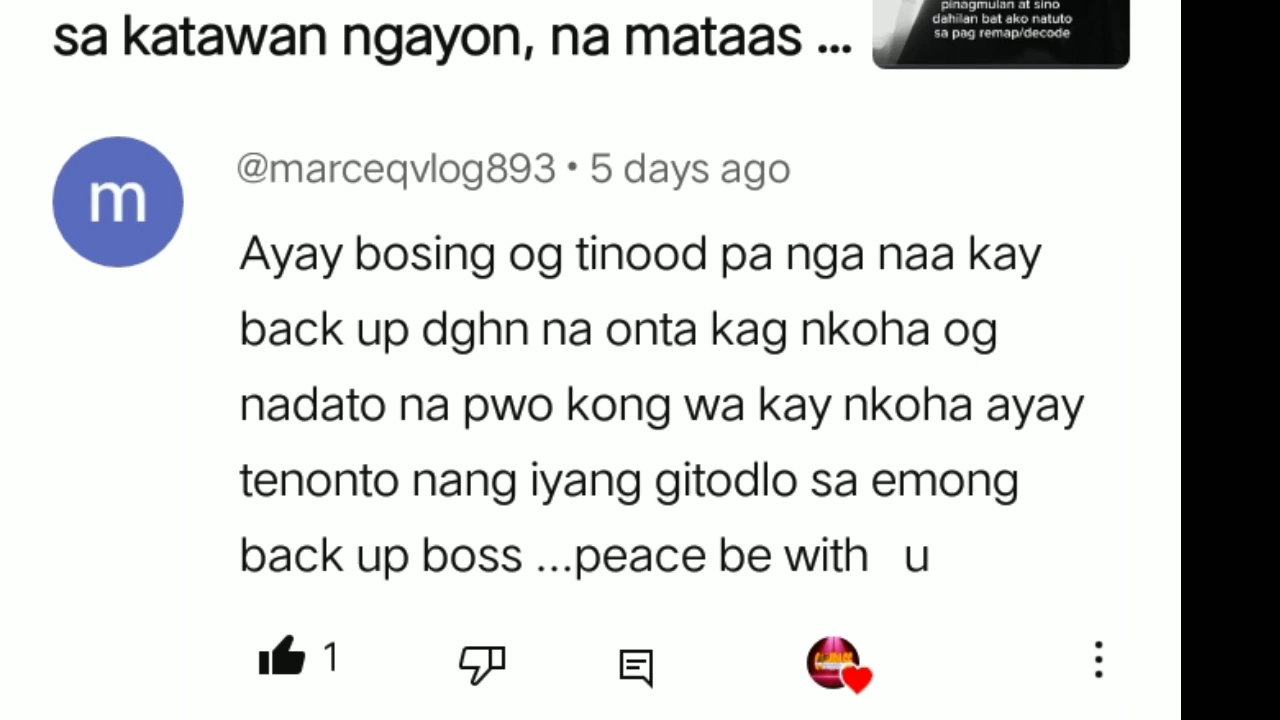 sa katawan ngayon, na mataas ...
pinagmulan at sino
dahilan bat ako natuto
sa pag remap/decode
m
@marceqvlog893 • 5 days ago
Ayay bosing og tinood pa nga naa kay
back up dghn na onta kag nkoha og
nadato na pwo kong wa kay nkoha ayay
tenonto nang iyang gitodlo sa emong
back up boss ...peace be with   u
1